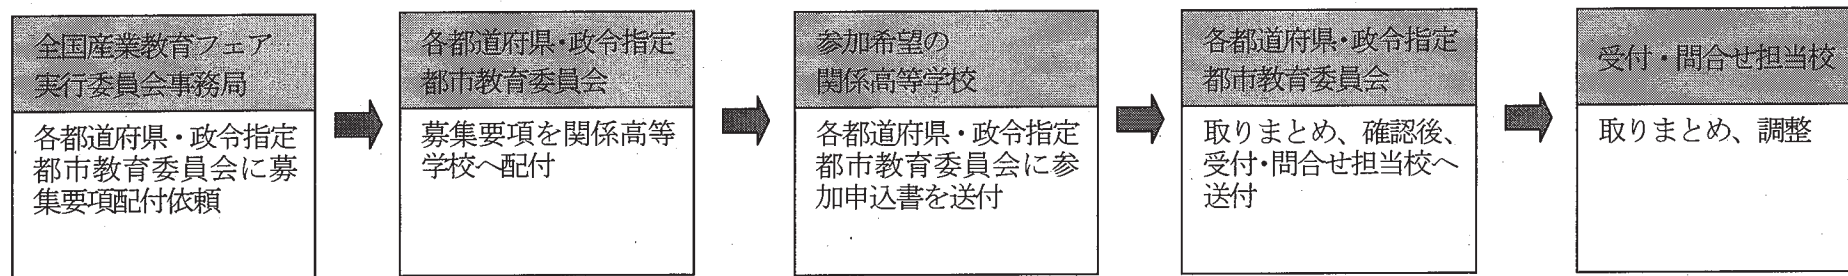 全国産業教育フェア
実行委員会事務局
各都道府県・政令指定
都市教育委員会に募
集要項配付依頼
各都道府県・政令指定
都市教育委員会
募集要項を関係高等
学校へ配付
参加希望の
関係高等学校
各都道府県・政令指定
都市教育委員会に参
加申込書を送付
各都道府県・政令指定
都市教育委員会
取りまとめ、確認後、
受付・問合せ担当校へ
送付
受付・問合せ担当校
取りまとめ、調整